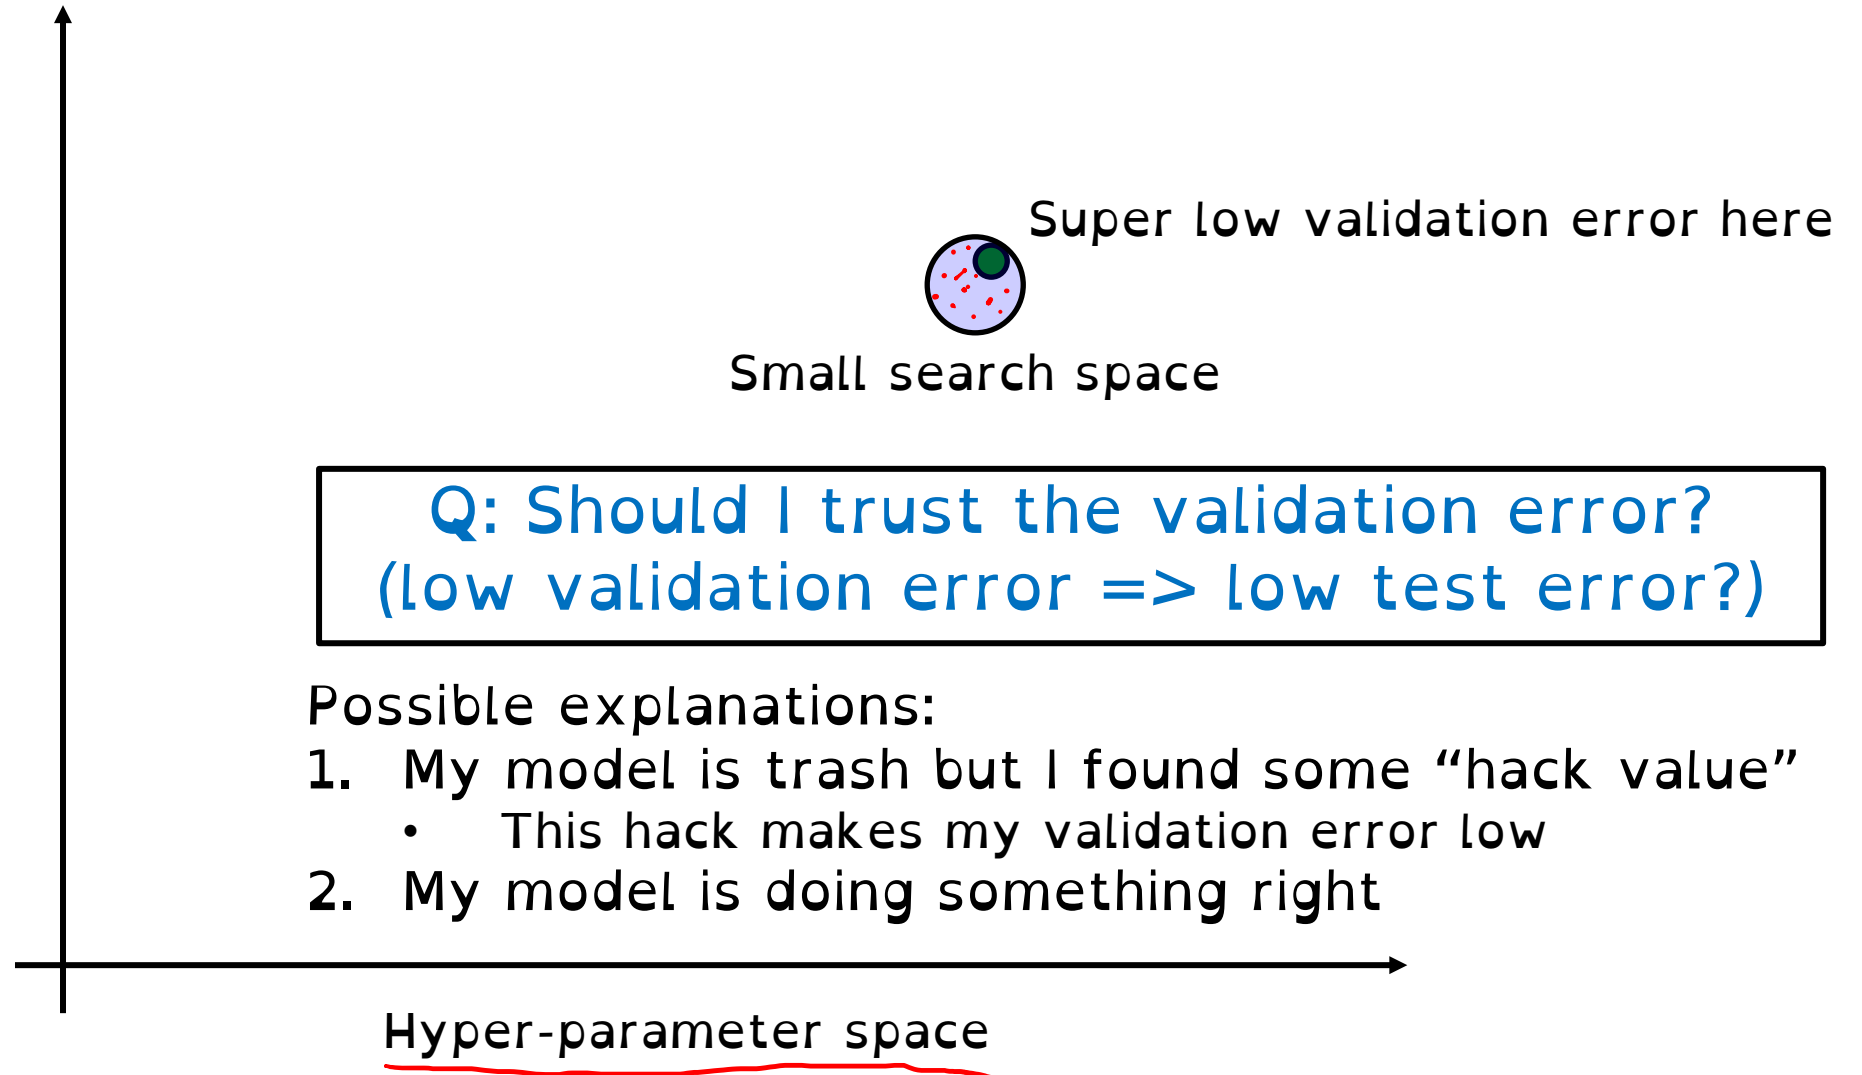 Super low validation error here
Small search space
Q: Should I trust the validation error?
(low validation error => low test error?)
Possible explanations:
1. My model is trash but I found some “hack value”
• This hack makes my validation error low
2. My model is doing something right
Hyper-parameter space